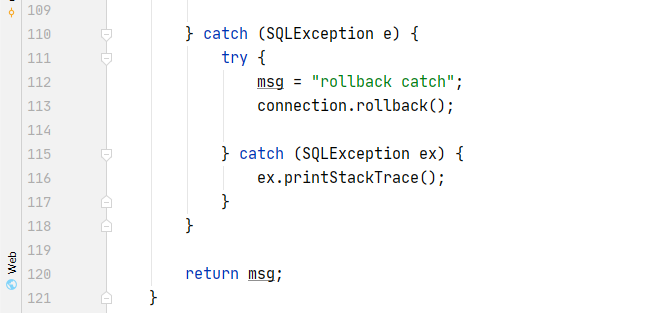 109
110 } catch (SQLException e) {
111 try {
112 msg = "rollback catch";
113 connection.rollback();
114
115 } catch (SQLException ex) {
116 ex.printStackTrace();
117 }
118 }
119
120 return msg;
121 }
Web